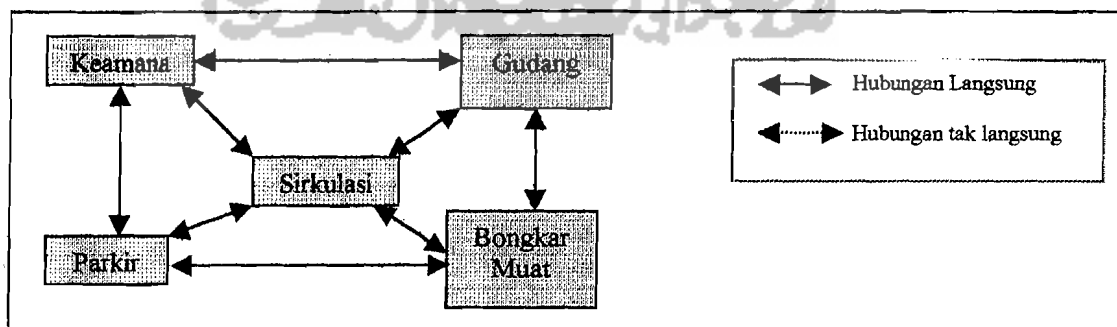 Keamana
Gudang
Sirkulasi
Parkir
Bongkar
Muat
Hubungan Langsung
Hubungan tak langsung